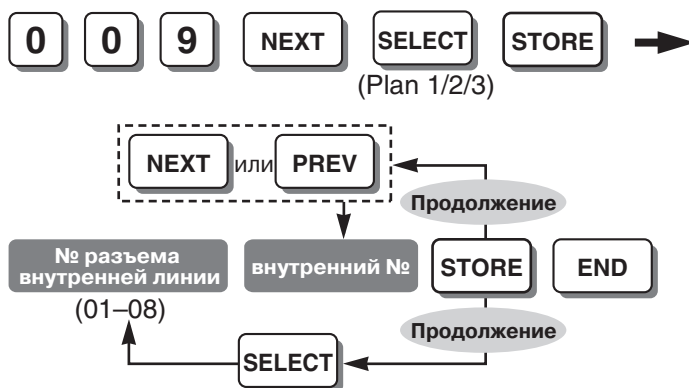 0 0 9 NEXT SELECT STORE
(Plan 1/2/3)
NEXT или PREV
Продолжение
№ разъема
внутренней линии
(01–08)
внутренний №
STORE
END
Продолжение
SELECT